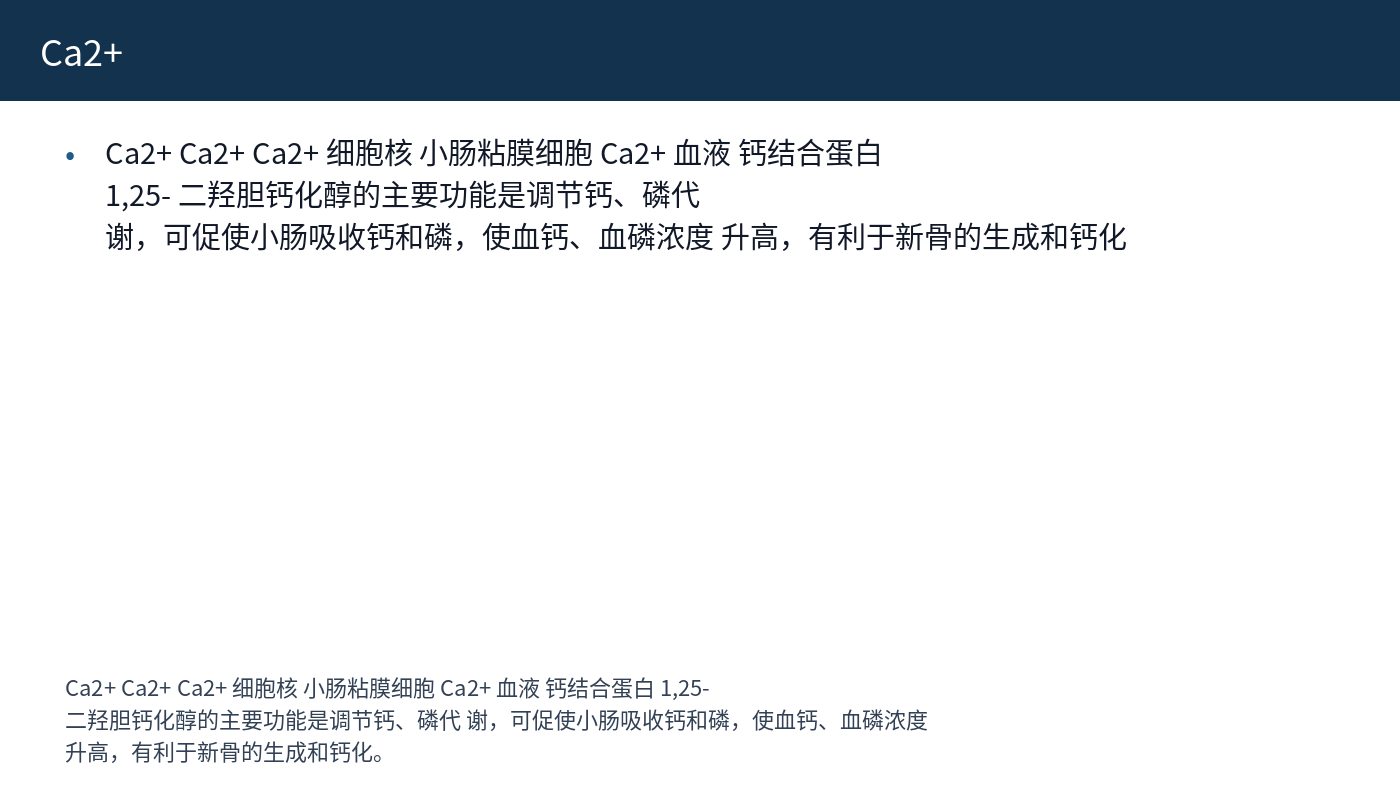 Ca2+
• Ca2+ Ca2+ Ca2+ 细胞核 小肠粘膜细胞 Ca2+ 血液 钙结合蛋白
1,25- 二羟胆钙化醇的主要功能是调节钙、磷代
谢，可促使小肠吸收钙和磷，使血钙、血磷浓度 升高，有利于新骨的生成和钙化
Ca2+ Ca2+ Ca2+ 细胞核 小肠粘膜细胞 Ca2+ 血液 钙结合蛋白 1,25-
二羟胆钙化醇的主要功能是调节钙、磷代 谢，可促使小肠吸收钙和磷，使血钙、血磷浓度
升高，有利于新骨的生成和钙化。